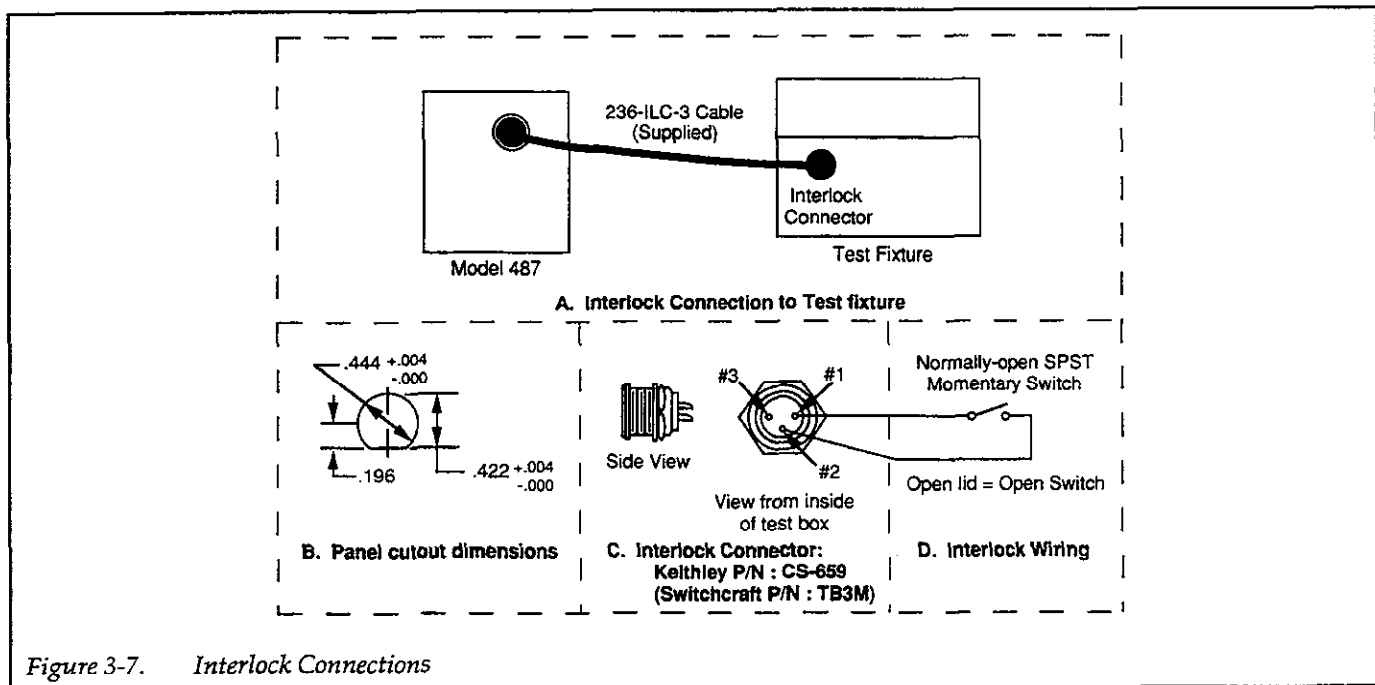 236-ILC-3 Cable
(Supplied)
Interlock
Connector
Model 487
Test Fixture
A. Interlock Connection to Test fixture
.444 +.004
-.000
.196
.422 +.004
-.000
B. Panel cutout dimensions
#3
#1
#2
Side View
View from inside
of test box
C. Interlock Connector:
Keithley P/N : CS-659
(Switchcraft P/N : TB3M)
Normally-open SPST
Momentary Switch
Open lid = Open Switch
D. Interlock Wiring
Figure 3-7. Interlock Connections